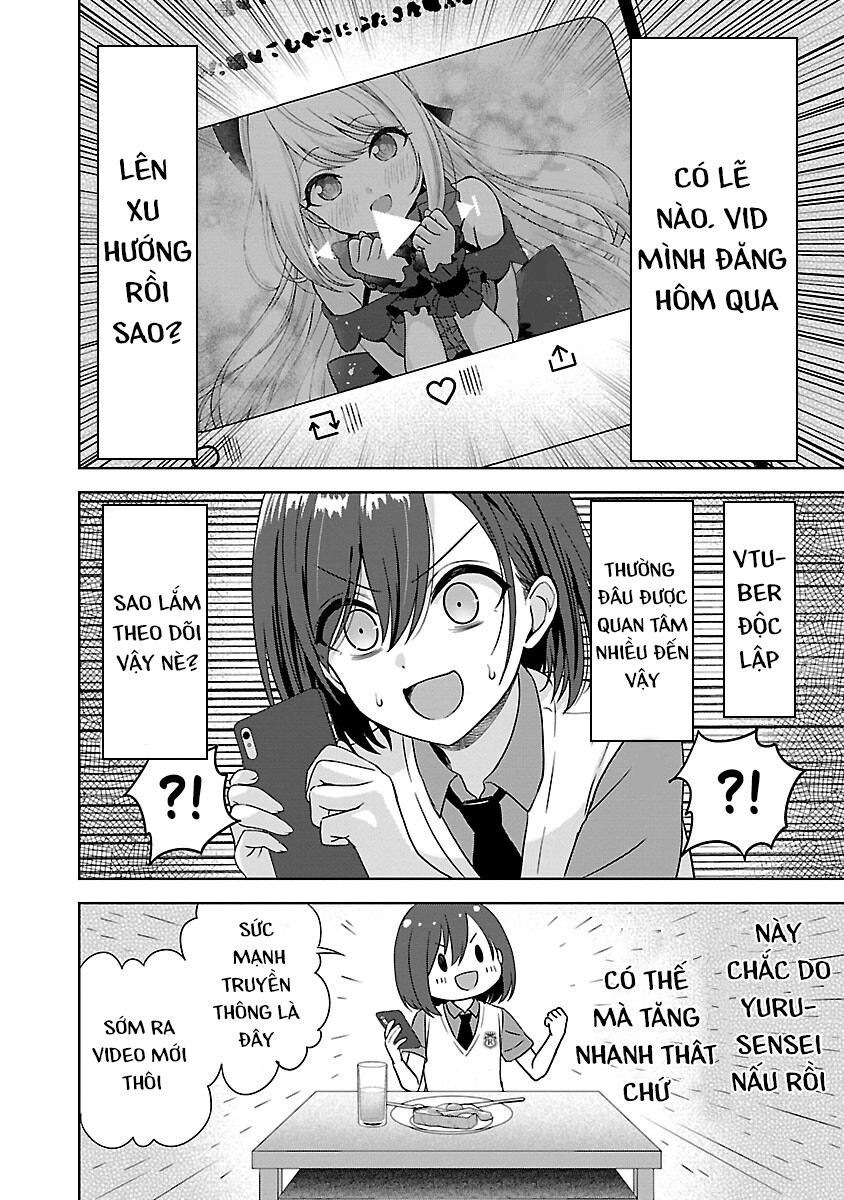 CÓ LẼ
NÀO, VID
MÌNH ĐĂNG
HÔM QUA
LÊN
XU
HƯỚNG
RỒI
SAO?
VTU-
BER
ĐỘC
LẬP
THƯỜNG
ĐÂU ĐƯỢC
QUAN TÂM
NHIỀU ĐẾN
VẬY
SAO LẮM
THEO DÕI
VẬY NÈ?
?!
?!
NÀY
CHẮC DO
YURU-
SENSEI
NẤU RỒI
CÓ THẾ
MÀ TĂNG
NHANH THẬT
CHỨ
SỨC
MẠNH
TRUYỀN
THÔNG LÀ
ĐÂY
SỚM RA
VIDEO MỚI
THÔI